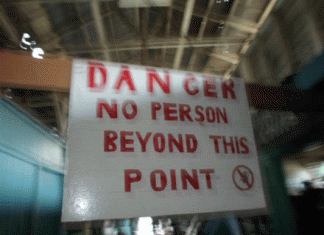 DANGER
NO PERSON
BEYOND THIS
POINT